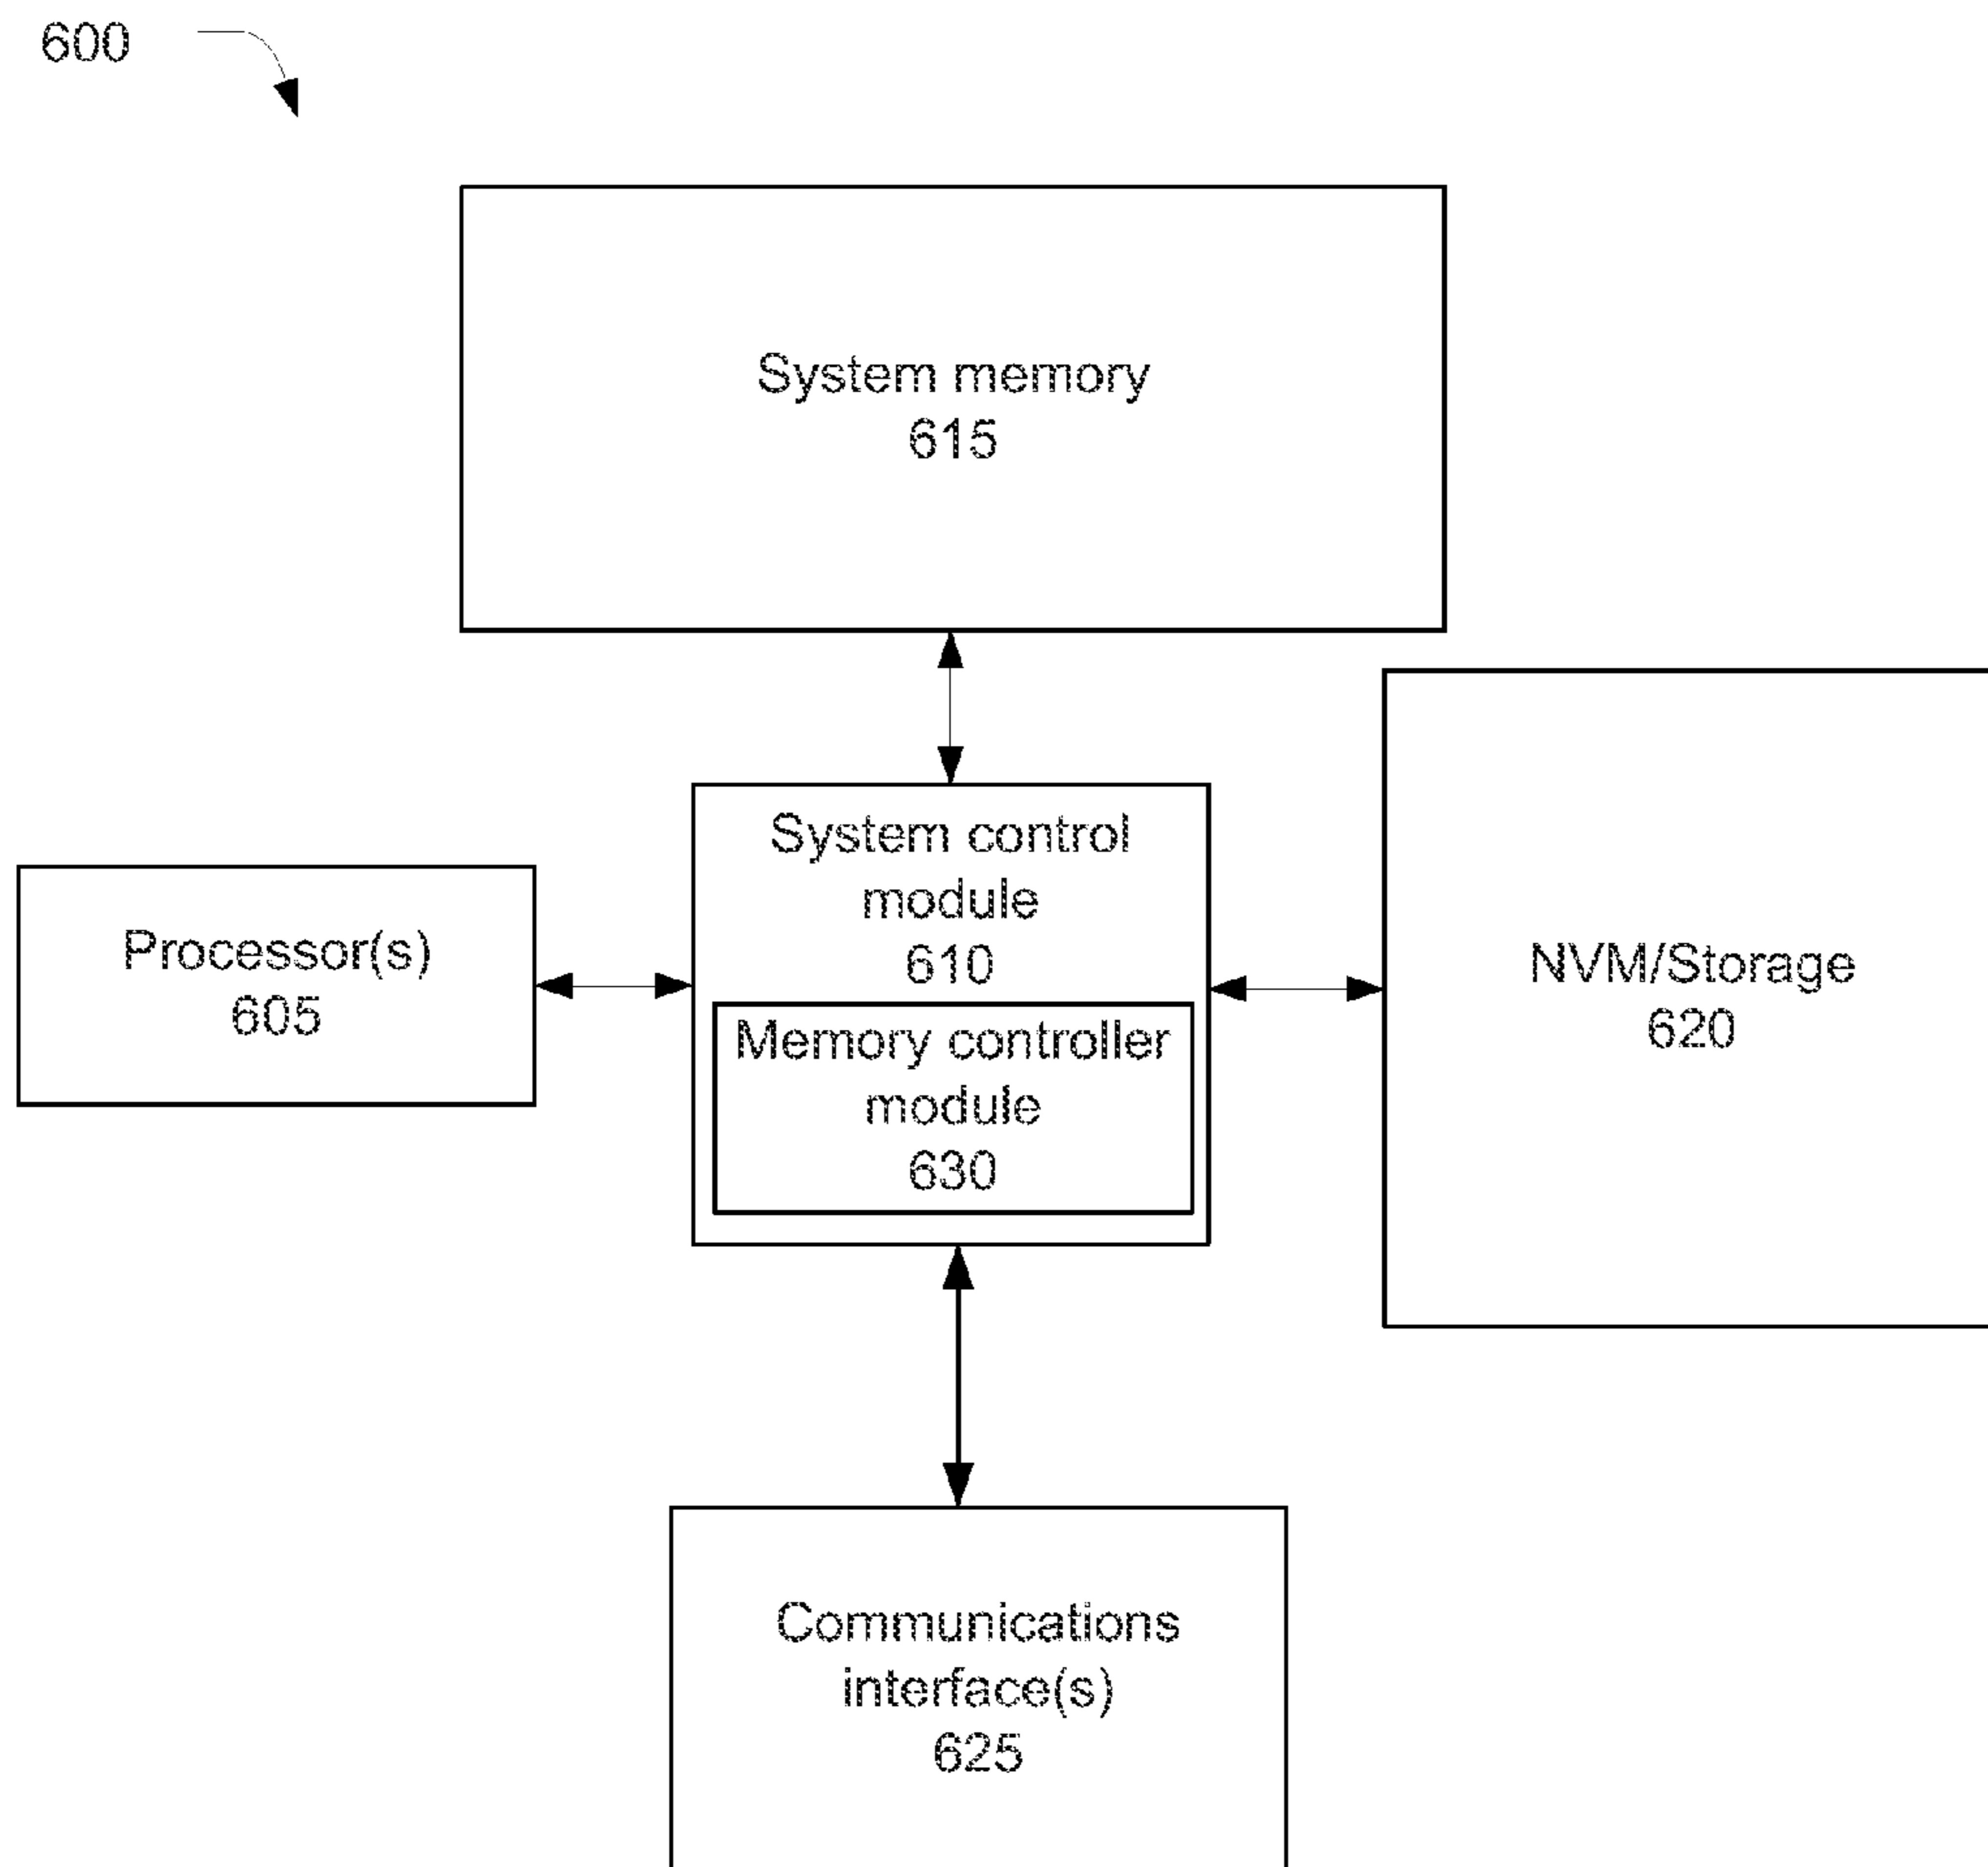 600
System memory
615
System control
module
610
Memory controller
module
630
Processor(s)
605
NVM/Storage
620
Communications
interface(s)
625